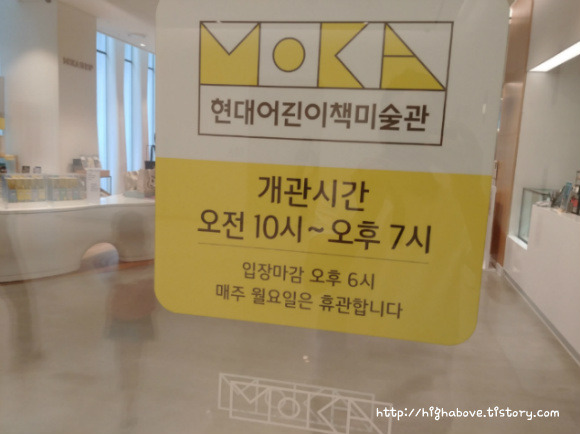 MOKA
현대어린이책미술관
개관시간
오전 10시~오후 7시
입장마감 오후 6시
매주 월요일은 휴관합니다
MOKA
http://highabove.tistory.com